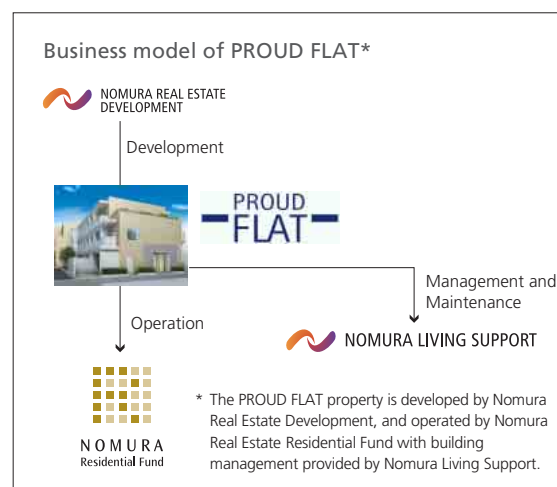 Business model of PROUD FLAT*
NOMURA REAL ESTATE
DEVELOPMENT
Development
PROUD
FLAT
Management and
Maintenance
Operation
NOMURA LIVING SUPPORT
NOMURA
Residential Fund
* The PROUD FLAT property is developed by Nomura
Real Estate Development, and operated by Nomura
Real Estate Residential Fund with building
management provided by Nomura Living Support.